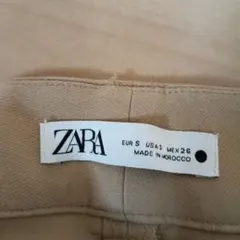 ZARA
EUR S USA S MEX 26
MADE IN MOROCCO